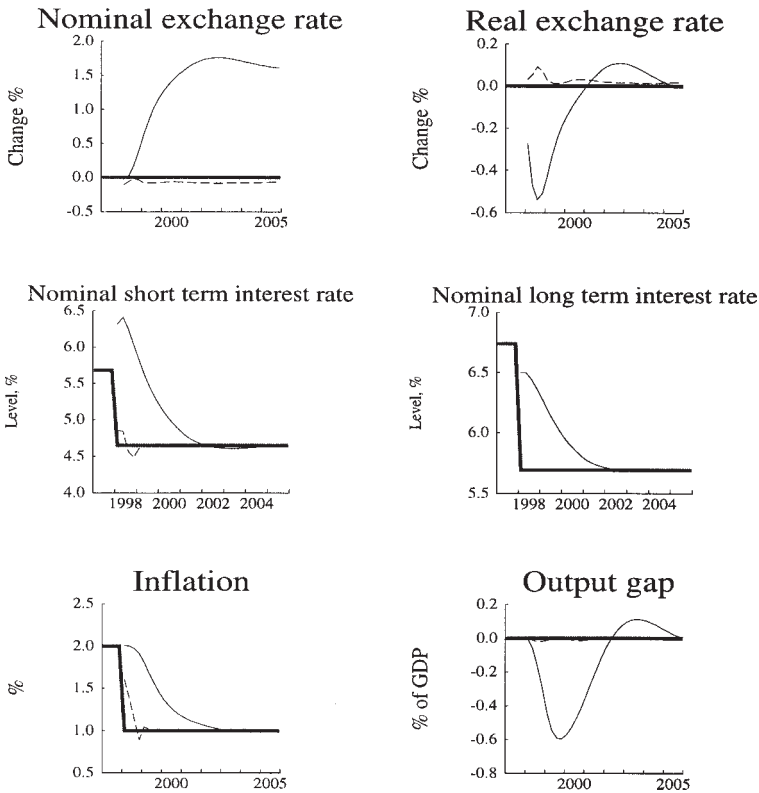 Nominal exchange rate
Change %
2.0
1.5
1.0
0.5
0.0
-0.5
2000 2005
Real exchange rate
Change %
0.2
0.0
-0.2
-0.4
-0.6
2000 2005
Nominal short term interest rate
Level, %
6.5
6.0
5.5
5.0
4.5
4.0
1998 2000 2002 2004
Nominal long term interest rate
Level, %
7.0
6.5
6.0
5.5
1998 2000 2002 2004
Inflation
%
2.5
2.0
1.5
1.0
0.5
2000 2005
Output gap
% of GDP
0.2
0.0
-0.2
-0.4
-0.6
-0.8
2000 2005